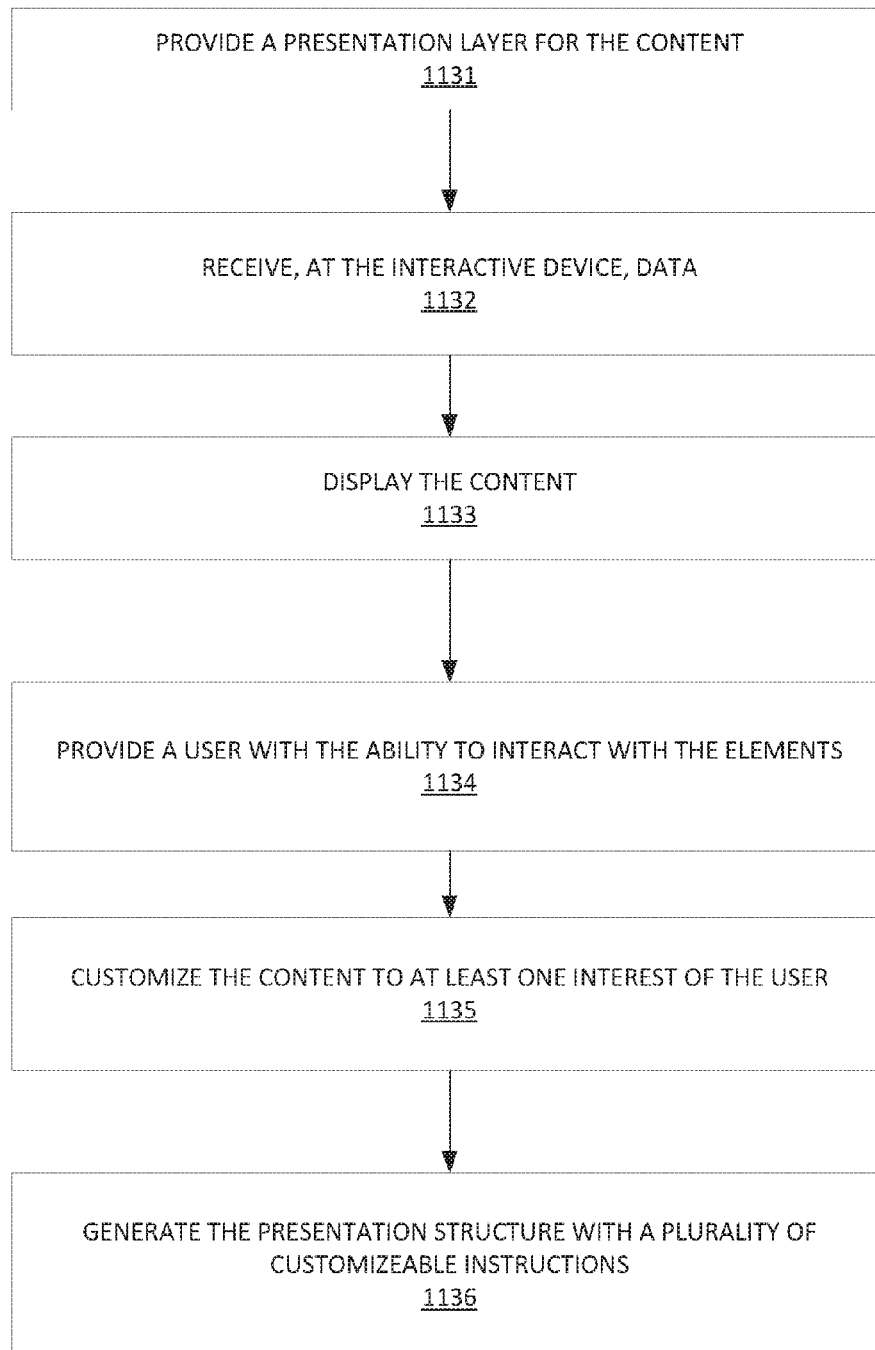 PROVIDE A PRESENTATION LAYER FOR THE CONTENT
1131
RECEIVE, AT THE INTERACTIVE DEVICE, DATA
1132
DISPLAY THE CONTENT
1133
PROVIDE A USER WITH THE ABILITY TO INTERACT WITH THE ELEMENTS
1134
CUSTOMIZE THE CONTENT TO AT LEAST ONE INTEREST OF THE USER
1135
GENERATE THE PRESENTATION STRUCTURE WITH A PLURALITY OF
CUSTOMIZEABLE INSTRUCTIONS
1136